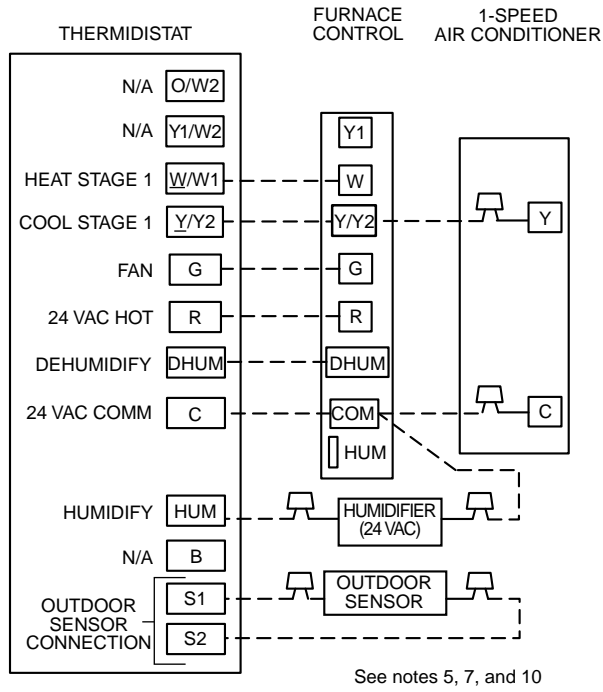 THERMIDISTAT
FURNACE
CONTROL
1-SPEED
AIR CONDITIONER
N/A O/W2
N/A Y1/W2 Y1
HEAT STAGE 1 W/W1 W
COOL STAGE 1 Y/Y2 Y/Y2 Y
FAN G G
24 VAC HOT R R
DEHUMIDIFY DHUM DHUM
24 VAC COMM C COM C
HUM
HUMIDIFY HUM HUMIDIFIER
(24 VAC)
N/A B
OUTDOOR
SENSOR
CONNECTION
S1
S2
OUTDOOR
SENSOR
See notes 5, 7, and 10